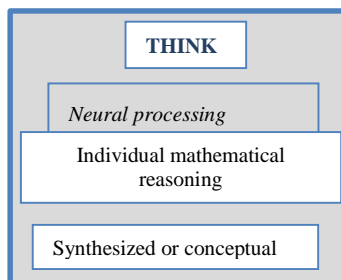 THINK
Neural processing
Individual mathematical
reasoning
Synthesized or conceptual